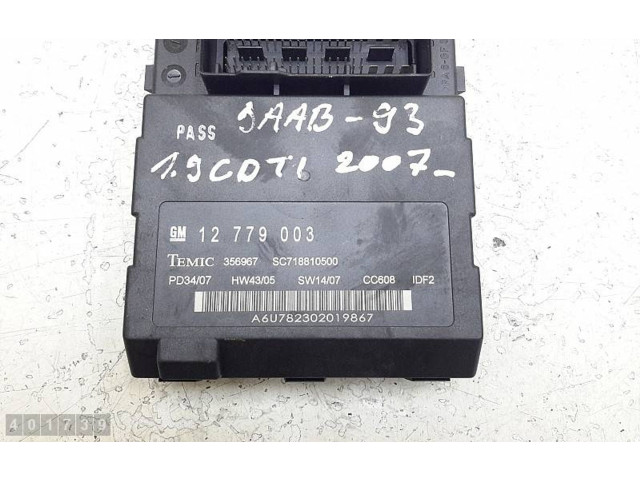 PASS SAAB-93
1.9CDTI 2007-
GM 12 779 003
TEMIC 356967 SC718810500
PD34/07 HW43/05 SW14/07 CC608 IDF2
A6U782302019867
401739